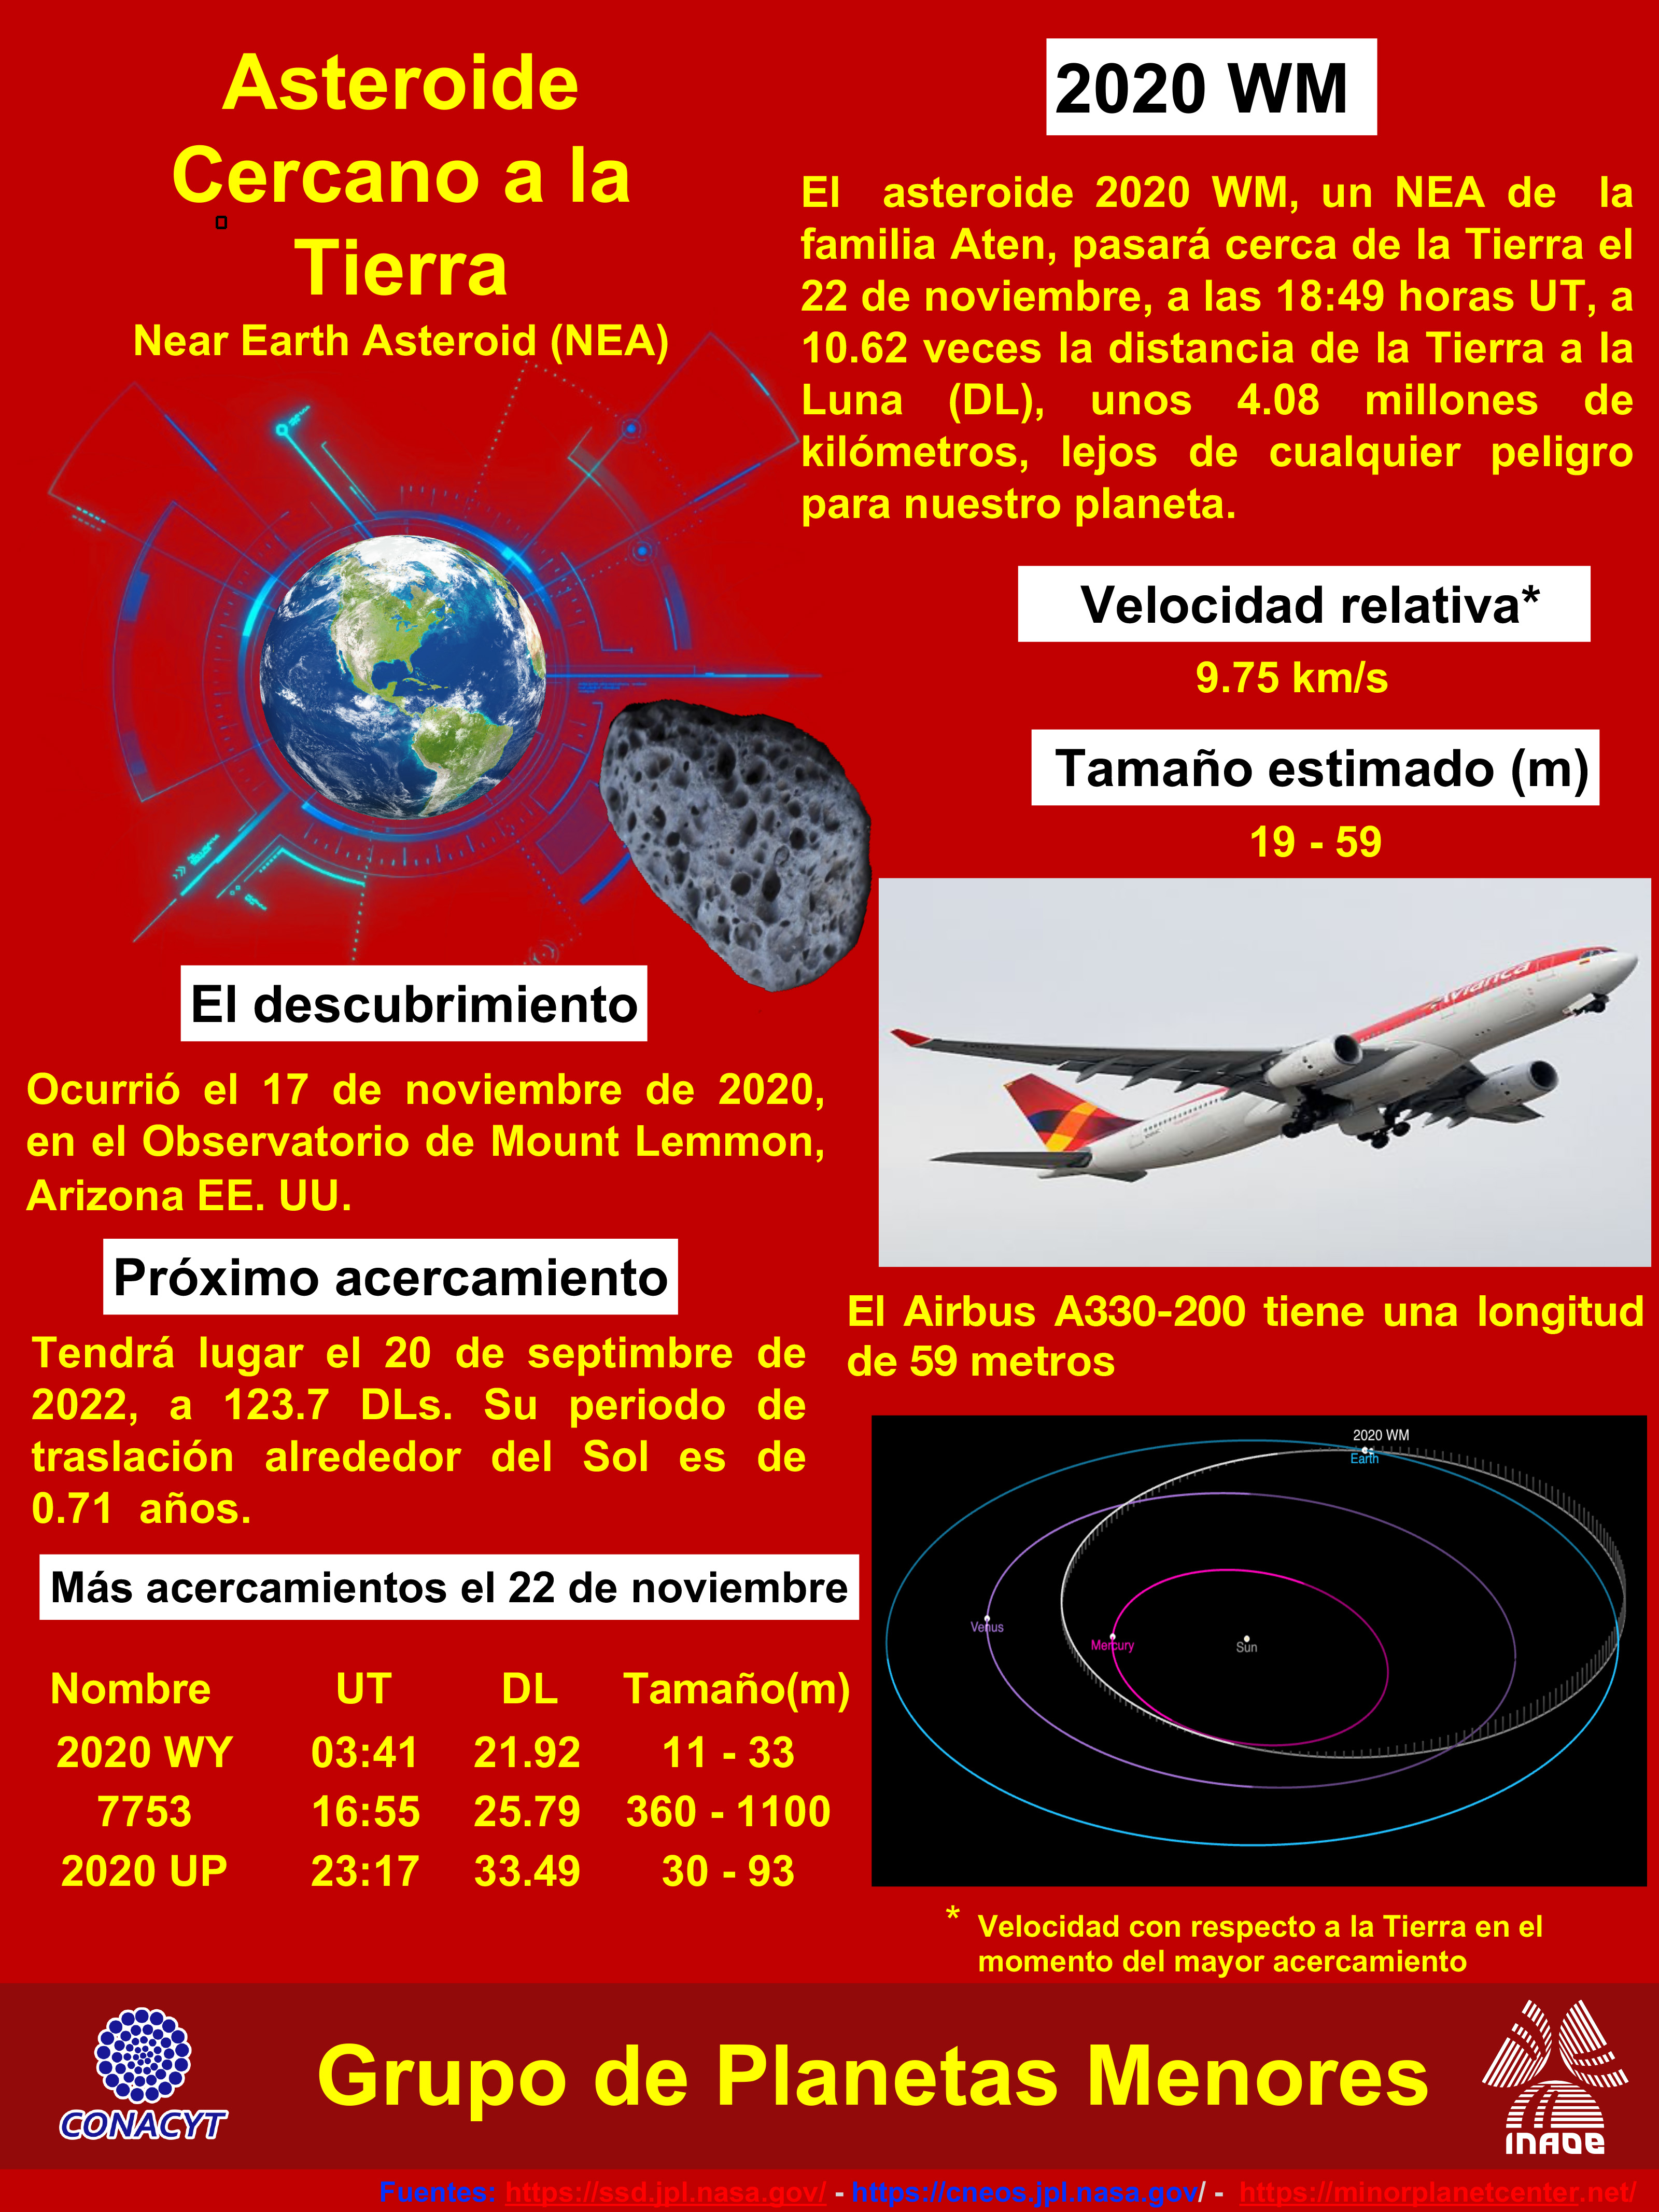 Asteroide
Cercano a la
Tierra
Near Earth Asteroid (NEA)
2020 WM
El asteroide 2020 WM, un NEA de la
familia Aten, pasará cerca de la Tierra el
22 de noviembre, a las 18:49 horas UT, a
10.62 veces la distancia de la Tierra a la
Luna (DL), unos 4.08 millones de
kilómetros, lejos de cualquier peligro
para nuestro planeta.
Velocidad relativa*
9.75 km/s
Tamaño estimado (m)
19 - 59
Avianca
El Airbus A330-200 tiene una longitud
de 59 metros
2020 WM
Earth
Venus
Mercury
Sun
* Velocidad con respecto a la Tierra en el
momento del mayor acercamiento
El descubrimiento
Ocurrió el 17 de noviembre de 2020,
en el Observatorio de Mount Lemmon,
Arizona EE. UU.
Próximo acercamiento
Tendrá lugar el 20 de septimbre de
2022, a 123.7 DLs. Su periodo de
traslación alrededor del Sol es de
0.71 años.
Más acercamientos el 22 de noviembre
Nombre UT DL Tamaño(m)
2020 WY 03:41 21.92 11 - 33
7753 16:55 25.79 360 - 1100
2020 UP 23:17 33.49 30 - 93
CONACYT
Grupo de Planetas Menores
INAOE
Fuentes: https://ssd.jpl.nasa.gov/ - https://cneos.jpl.nasa.gov/ - https://minorplanetcenter.net/